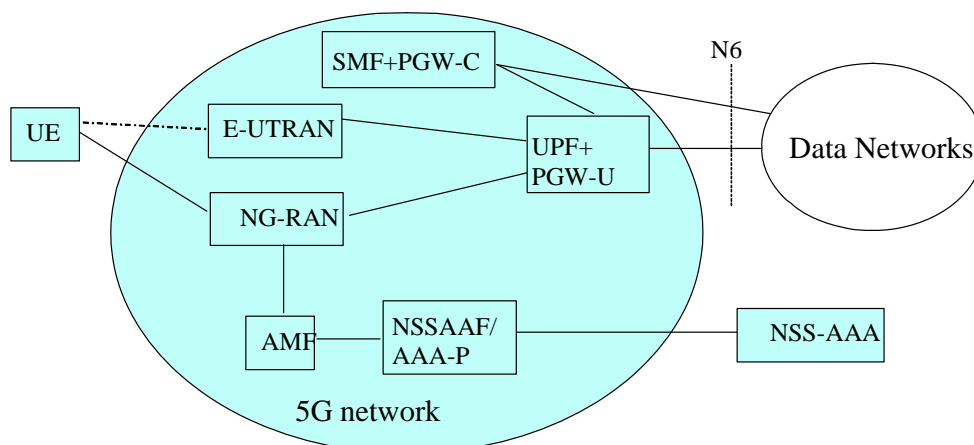 SMF+PGW-C
N6
UE
E-UTRAN
UPF+
PGW-U
Data Networks
NG-RAN
AMF
NSSAAF/
AAA-P
NSS-AAA
5G network